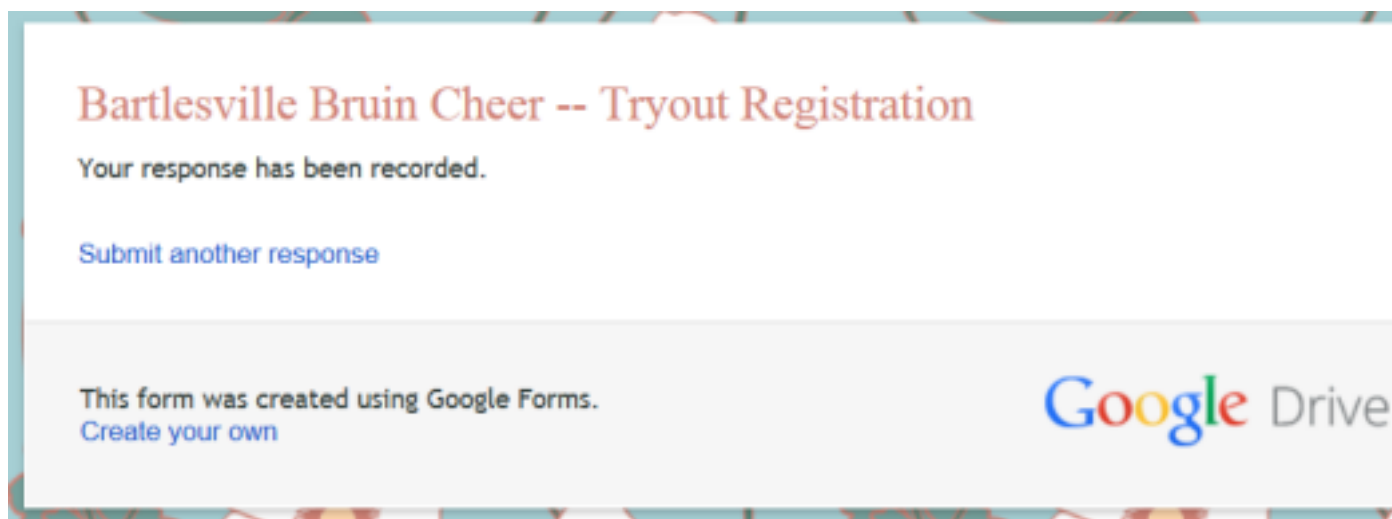 Bartlesville Bruin Cheer -- Tryout Registration
Your response has been recorded.
Submit another response
This form was created using Google Forms.
Create your own
Google Drive